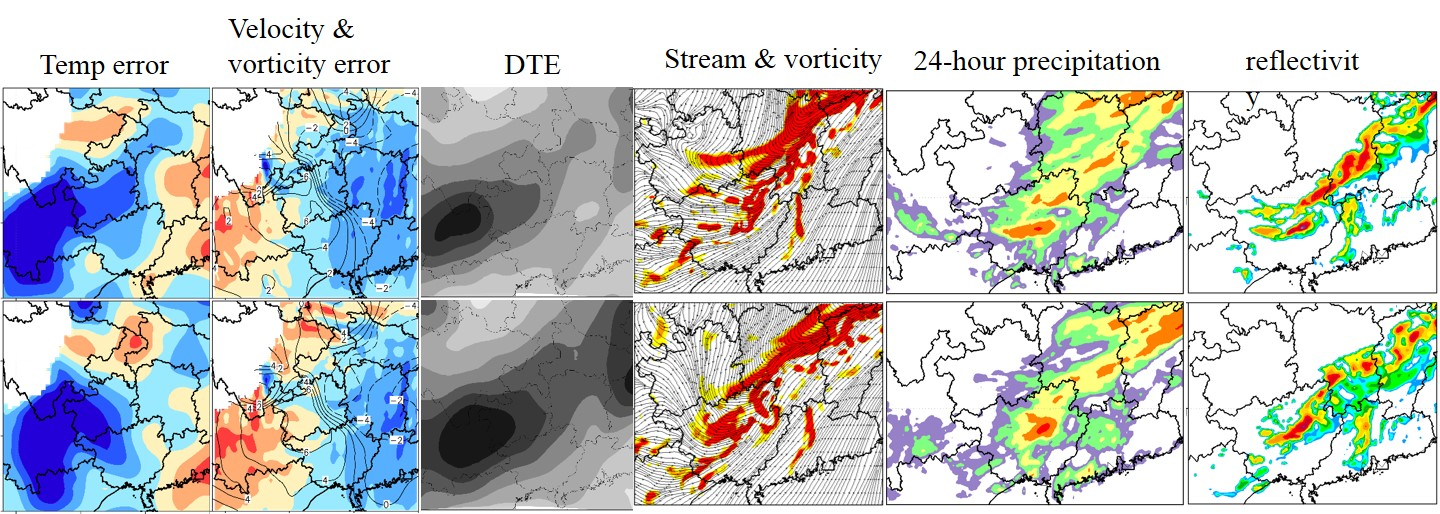 Velocity &
Temp error
vorticity error
DTE
Stream & vorticity
24-hour precipitation
reflectivit
y